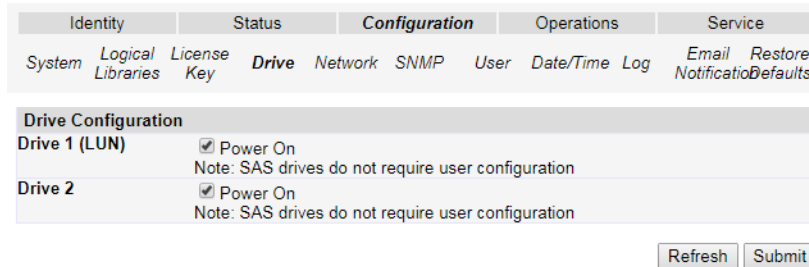 Identity Status Configuration Operations Service
System Logical Libraries License Key Drive Network SNMP User Date/Time Log Email Notification Restore Defaults
Drive Configuration
Drive 1 (LUN) Power On
Note: SAS drives do not require user configuration
Drive 2 Power On
Note: SAS drives do not require user configuration
Refresh Submit